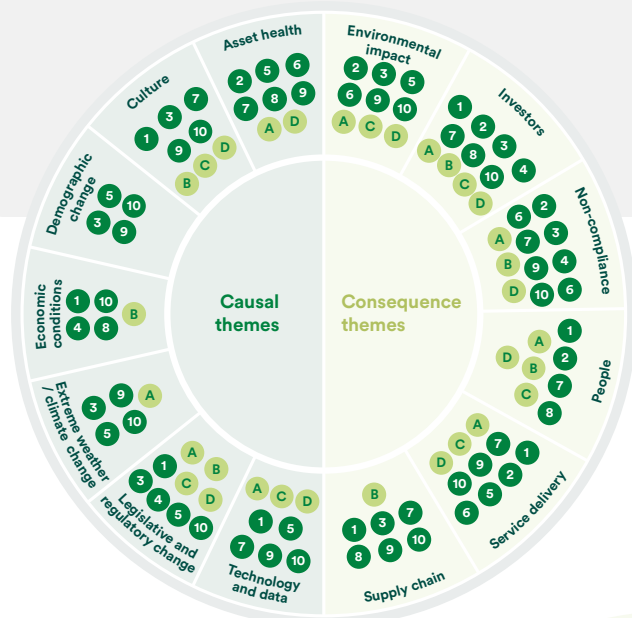 Asset health
2 5 6
7 8 9
A D
Environmental
impact
2 3 5
6 9 10
A C D
Culture
7
3
1 10
9 D
C
B
Investors
1
2
7 3
A 8
B 10 4
C
D
Demographic
change
5 10
3 9
Non-compliance
2
6 3
A 7
B 9 4
D 10 6
Economic
conditions
1 10
4 8 B
Causal
themes
Consequence
themes
People
1
A
D B 2
C 7
8
Extreme weather
/ climate change
9 A
3
5 10
Legislative and
regulatory change
A
1 B
3 C
4 D
5
10
Technology
and data
A C D
1 5
7 9 10
Supply chain
B
1 3 7
8 9 10
Service delivery
A
C 7 1
D 9 2
10 5
6